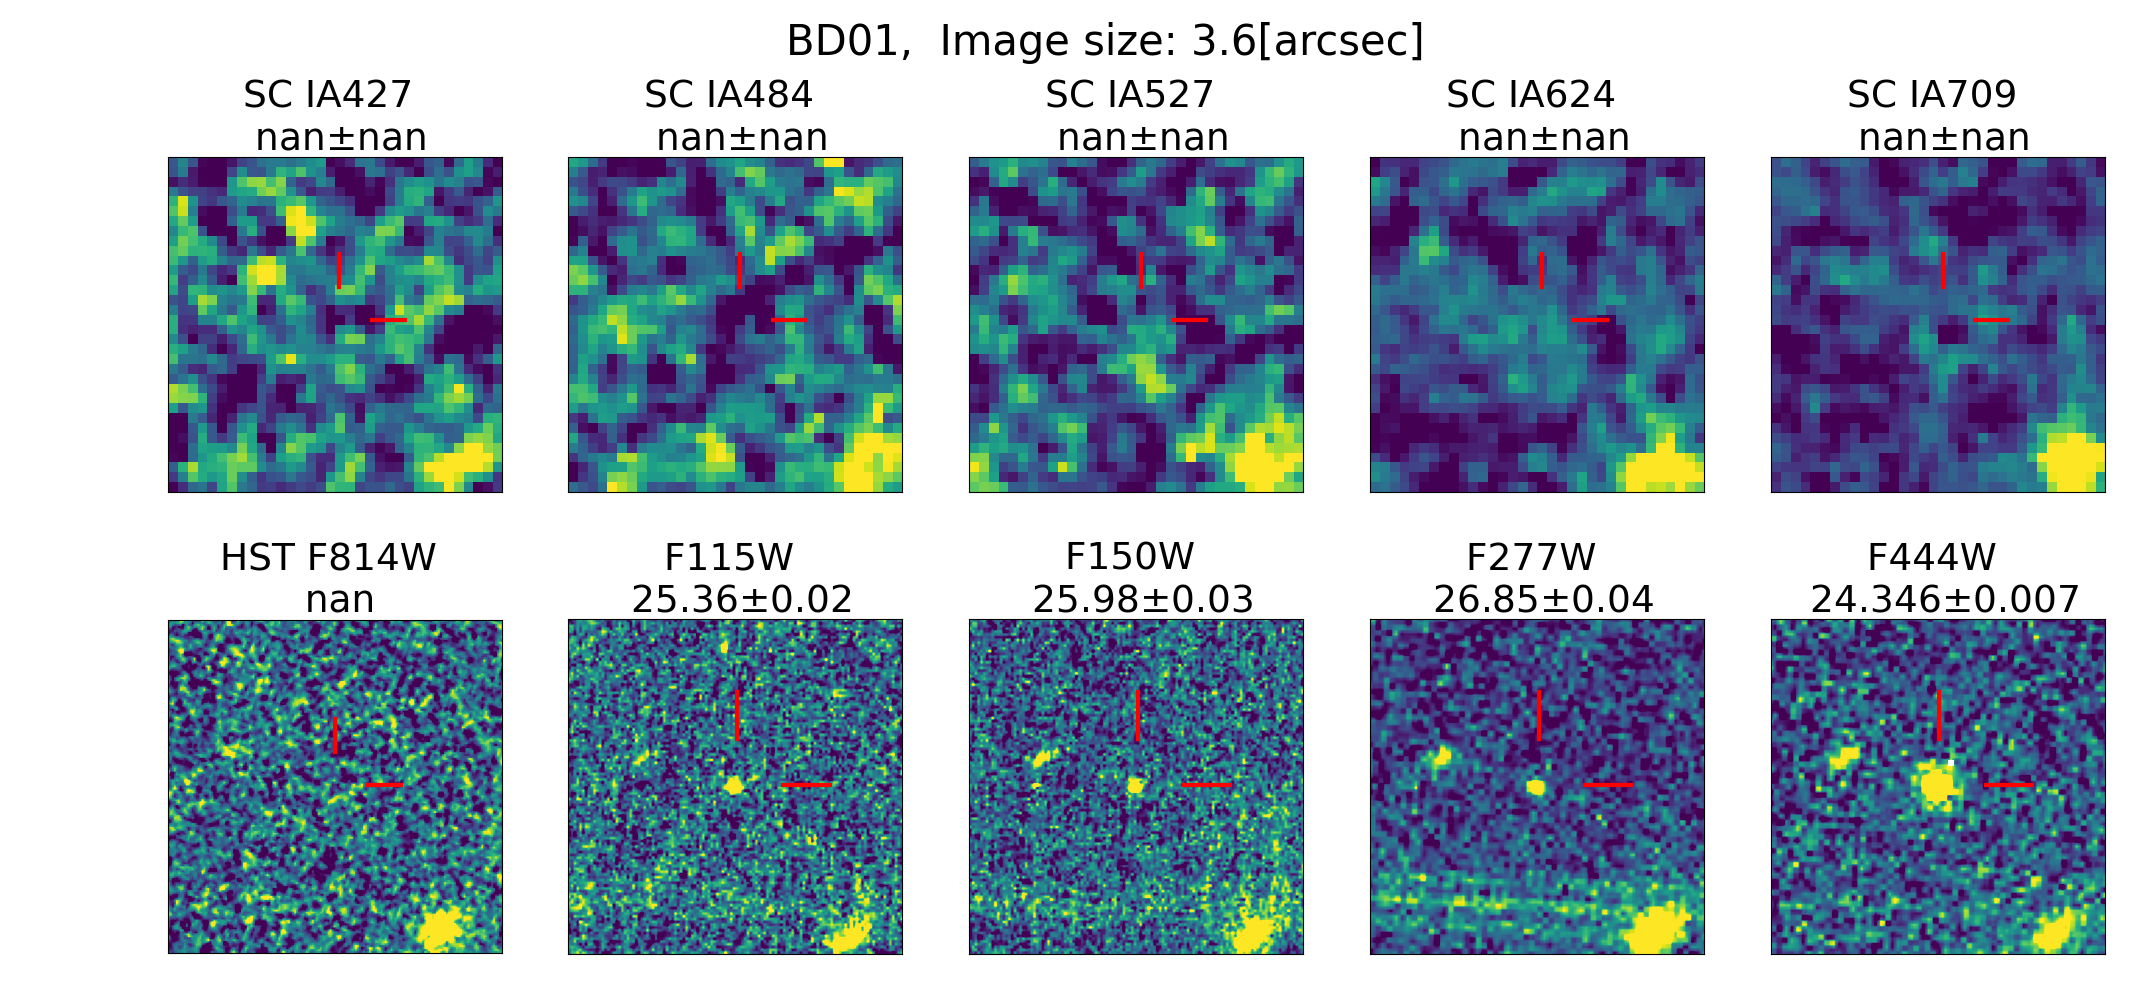 BD01,  Image size: 3.6[arcsec]
SC IA427
nan±nan
SC IA484
nan±nan
SC IA527
nan±nan
SC IA624
nan±nan
SC IA709
nan±nan
HST F814W
nan
F115W
25.36±0.02
F150W
25.98±0.03
F277W
26.85±0.04
F444W
24.346±0.007